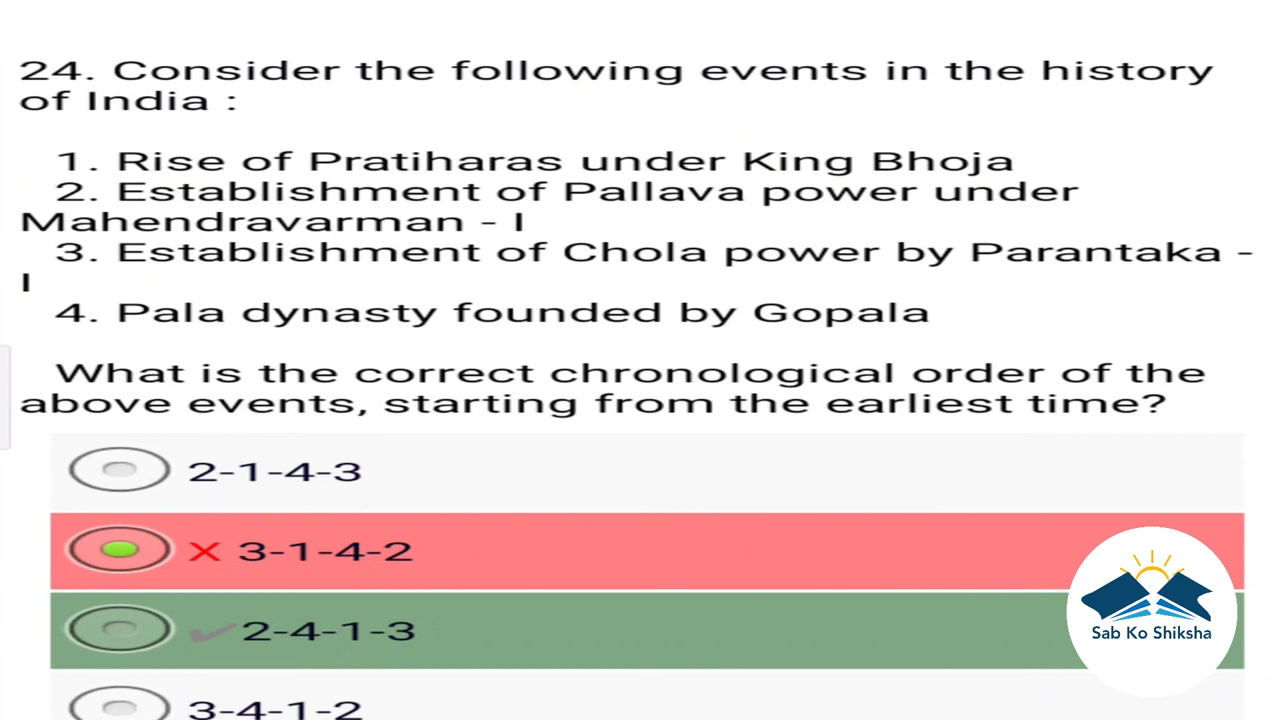 24. Consider the following events in the history
of India :
1. Rise of Pratiharas under King Bhoja
2. Establishment of Pallava power under
Mahendravarman - I
3. Establishment of Chola power by Parantaka -
I
4. Pala dynasty founded by Gopala
What is the correct chronological order of the
above events, starting from the earliest time?
2-1-4-3
3-1-4-2
2-4-1-3
3-4-1-2
Sab Ko Shiksha